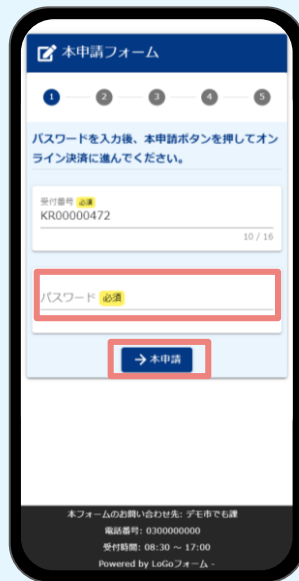 本申請フォーム
1 2 3 4 5
パスワードを入力後、本申請ボタンを押してオン
ライン決済に進んでください。
受付番号 必須
KR00000472
10 / 16
パスワード 必須
→本申請
本フォームのお問い合わせ先: デモ市でも課
電話番号: 0300000000
受付時間: 08:30 ～ 17:00
Powered by LoGoフォーム -